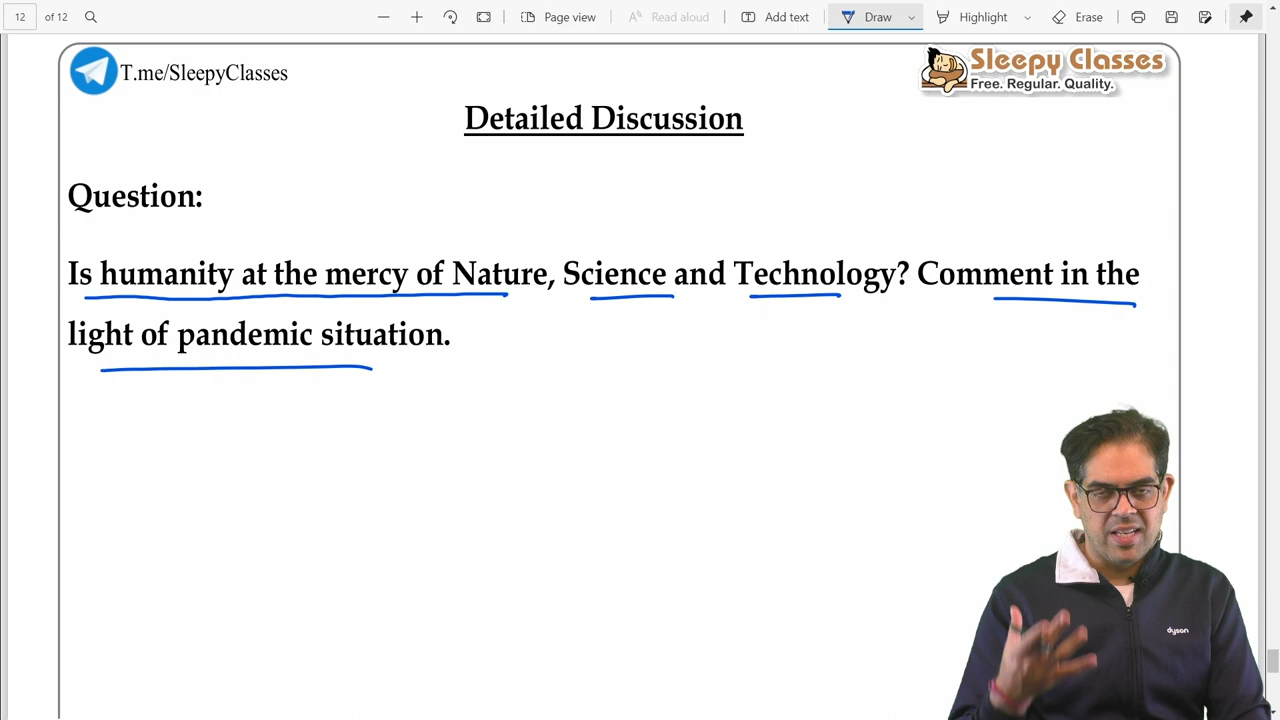 12 of 12 Page view Read aloud Add text Draw Highlight Erase
T.me/SleepyClasses
Sleepy Classes
Free. Regular. Quality.
Detailed Discussion
Question:
Is humanity at the mercy of Nature, Science and Technology? Comment in the
light of pandemic situation.
dyson